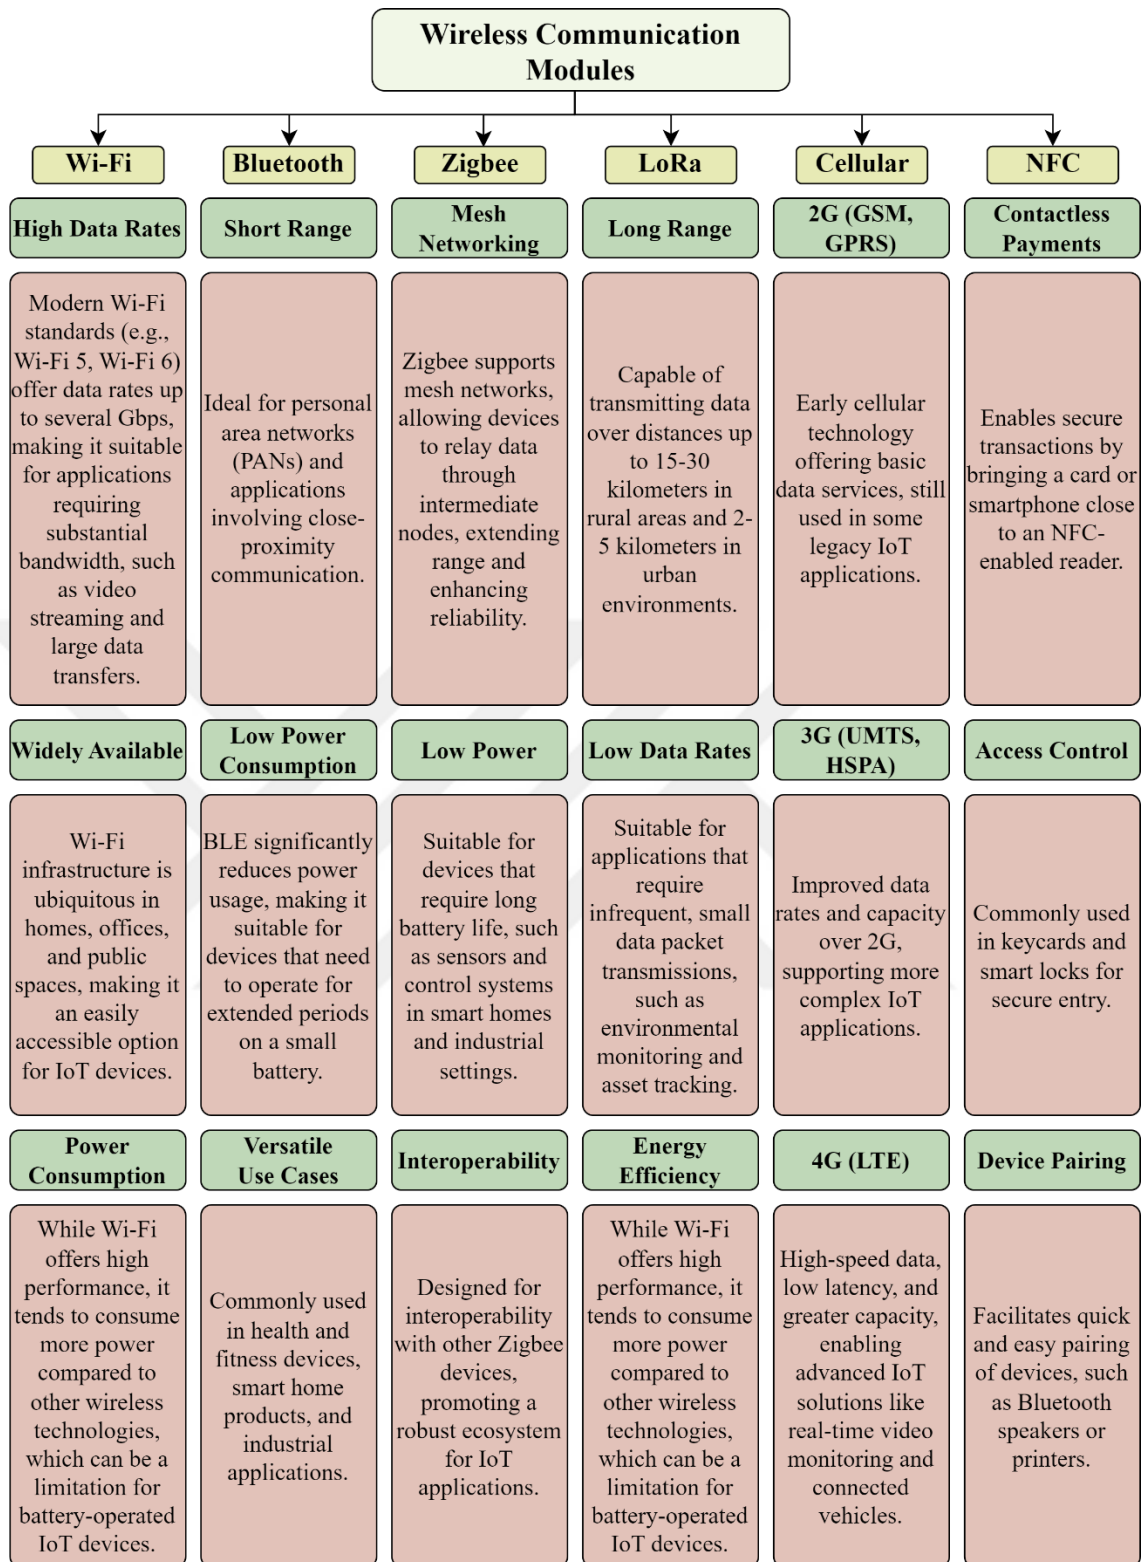 Wireless Communication
Modules
Wi-Fi
Bluetooth
Zigbee
LoRa
Cellular
NFC
High Data Rates
Short Range
Mesh
Networking
Long Range
2G (GSM,
GPRS)
Contactless
Payments
Modern Wi-Fi
standards (e.g.,
Wi-Fi 5, Wi-Fi 6)
offer data rates up
to several Gbps,
making it suitable
for applications
requiring
substantial
bandwidth, such
as video
streaming and
large data
transfers.
Ideal for personal
area networks
(PANs) and
applications
involving close-
proximity
communication.
Zigbee supports
mesh networks,
allowing devices
to relay data
through
intermediate
nodes, extending
range and
enhancing
reliability.
Capable of
transmitting data
over distances up
to 15-30
kilometers in
rural areas and 2-
5 kilometers in
urban
environments.
Early cellular
technology
offering basic
data services, still
used in some
legacy IoT
applications.
Enables secure
transactions by
bringing a card or
smartphone close
to an NFC-
enabled reader.
Widely Available
Low Power
Consumption
Low Power
Low Data Rates
3G (UMTS,
HSPA)
Access Control
Wi-Fi
infrastructure is
ubiquitous in
homes, offices,
and public
spaces, making it
an easily
accessible option
for IoT devices.
BLE significantly
reduces power
usage, making it
suitable for
devices that need
to operate for
extended periods
on a small
battery.
Suitable for
devices that
require long
battery life, such
as sensors and
control systems
in smart homes
and industrial
settings.
Suitable for
applications that
require
infrequent, small
data packet
transmissions,
such as
environmental
monitoring and
asset tracking.
Improved data
rates and capacity
over 2G,
supporting more
complex IoT
applications.
Commonly used
in keycards and
smart locks for
secure entry.
Power
Consumption
Versatile
Use Cases
Interoperability
Energy
Efficiency
4G (LTE)
Device Pairing
While Wi-Fi
offers high
performance, it
tends to consume
more power
compared to
other wireless
technologies,
which can be a
limitation for
battery-operated
IoT devices.
Commonly used
in health and
fitness devices,
smart home
products, and
industrial
applications.
Designed for
interoperability
with other Zigbee
devices,
promoting a
robust ecosystem
for IoT
applications.
While Wi-Fi
offers high
performance, it
tends to consume
more power
compared to
other wireless
technologies,
which can be a
limitation for
battery-operated
IoT devices.
High-speed data,
low latency, and
greater capacity,
enabling
advanced IoT
solutions like
real-time video
monitoring and
connected
vehicles.
Facilitates quick
and easy pairing
of devices, such
as Bluetooth
speakers or
printers.